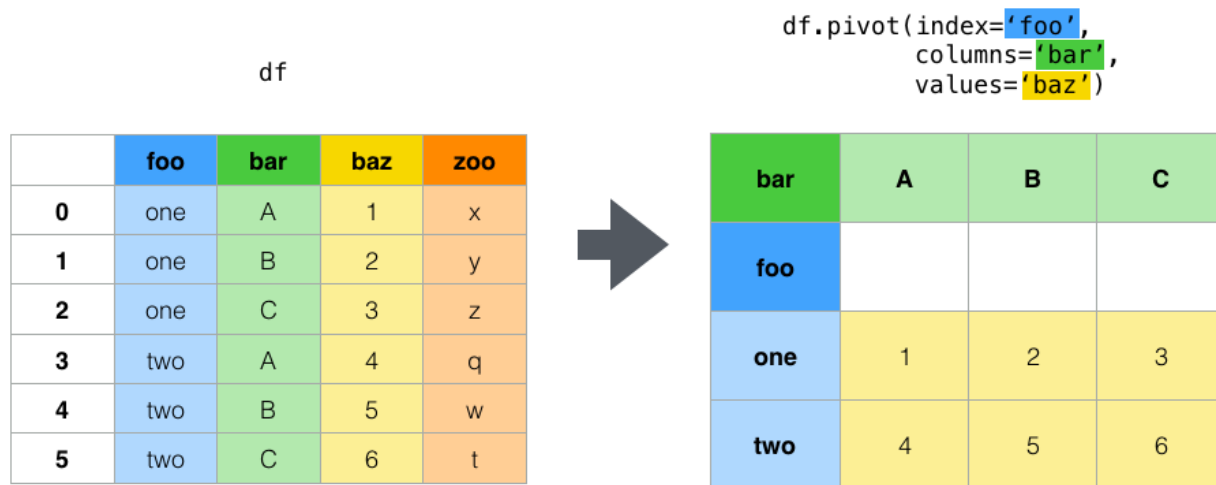 df
foo bar baz zoo
0 one A 1 x
1 one B 2 y
2 one C 3 z
3 two A 4 q
4 two B 5 w
5 two C 6 t
df.pivot(index=‘foo’,
columns=‘bar’,
values=‘baz’)
bar A B C
foo
one 1 2 3
two 4 5 6